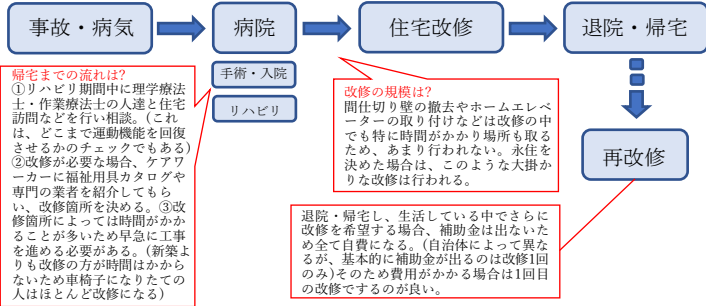 事故・病気
病院
住宅改修
退院・帰宅
手術・入院
リハビリ
再改修
帰宅までの流れは?
①リハビリ期間中に理学療法
士・作業療法士の人達と住宅
訪問などを行い相談。(これ
は、どこまで運動機能を回復
させるかのチェックでもある)
②改修が必要な場合、ケアワ
ーカーに福祉用具カタログや
専門の業者を紹介してもら
い、改修箇所を決める。③改
修箇所によっては時間がかか
ることが多いため早急に工事
を進める必要がある。(新築よ
りも改修の方が時間はかから
ないため車椅子になりたての
人はほとんど改修になる)
改修の規模は?
間仕切り壁の撤去やホームエレベ
ーターの取り付けなどは改修の中
でも特に時間がかかり場所も取る
ため、あまり行われない。永住を
決めた場合は、このような大掛か
りな改修は行われる。
退院・帰宅し、生活している中でさらに
改修を希望する場合、補助金は出ないため
全て自費になる。(自治体によって異な
るが、基本的に補助金が出るのは改修1回
のみ)そのため費用がかかる場合は1回目
の改修でするのが良い。